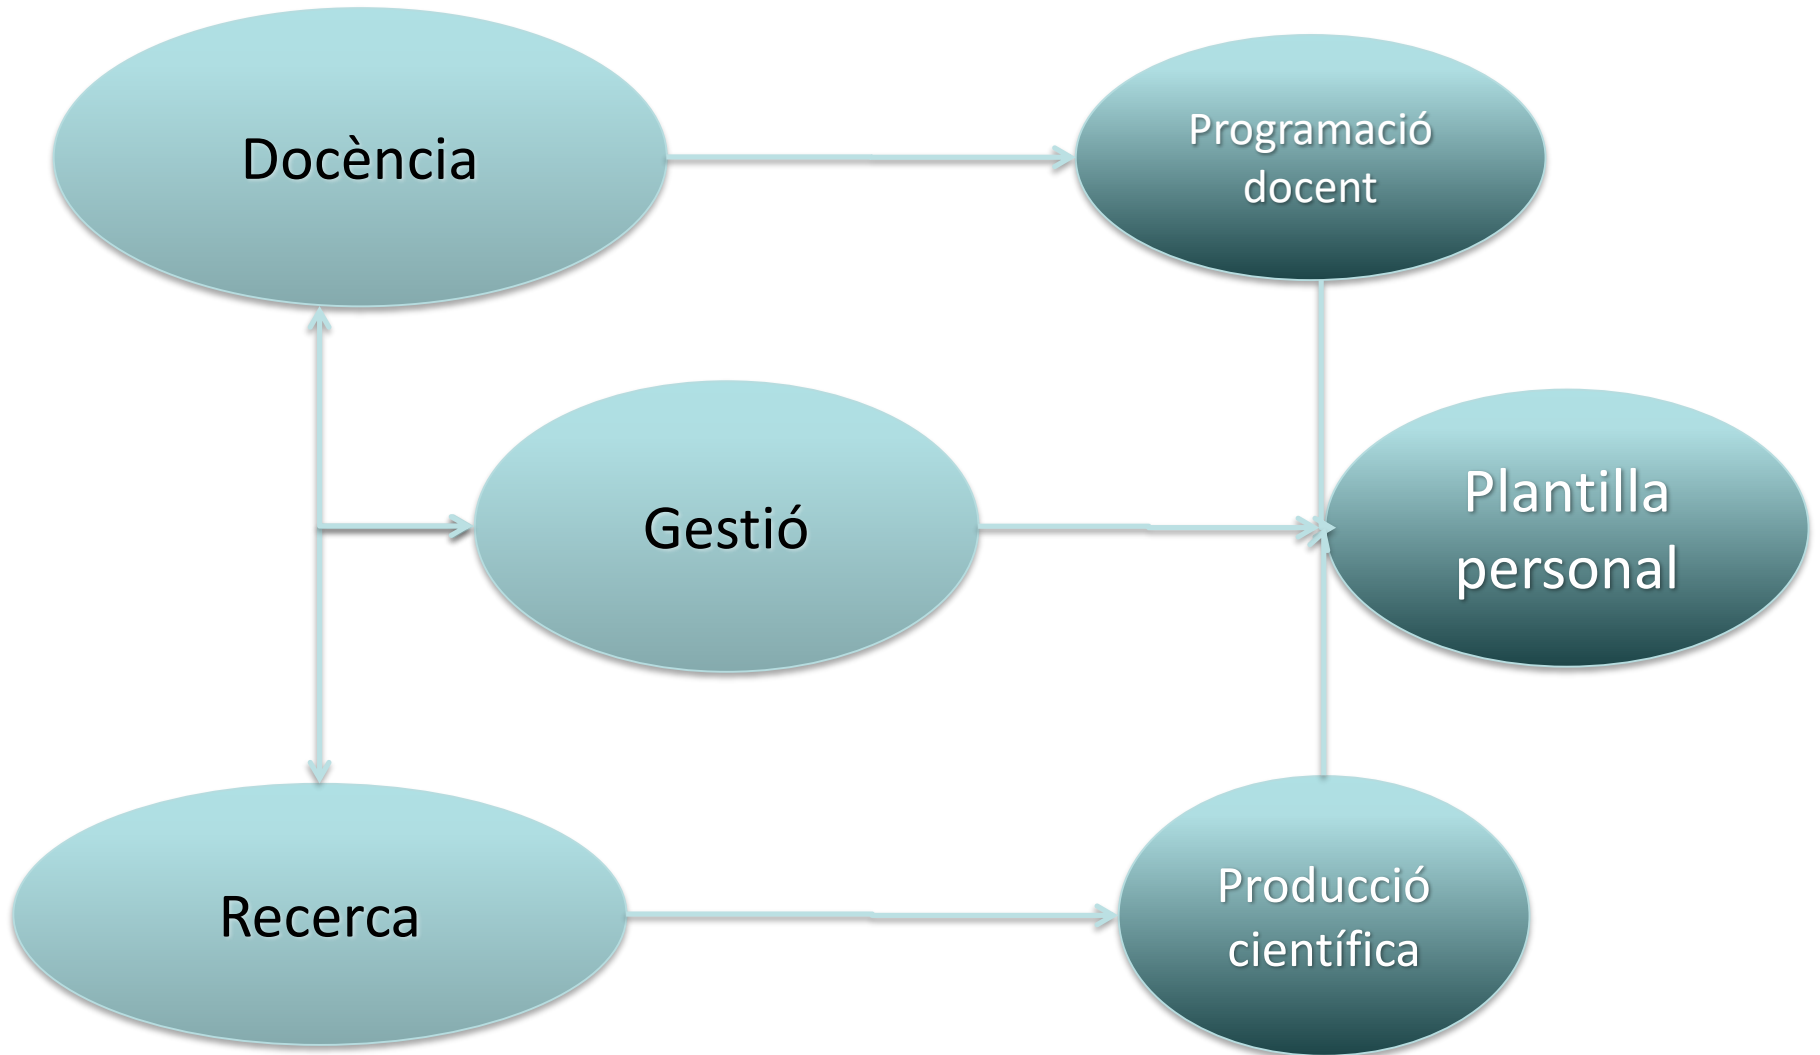 Docència
Programació
docent
Gestió
Plantilla
personal
Recerca
Producció
científica